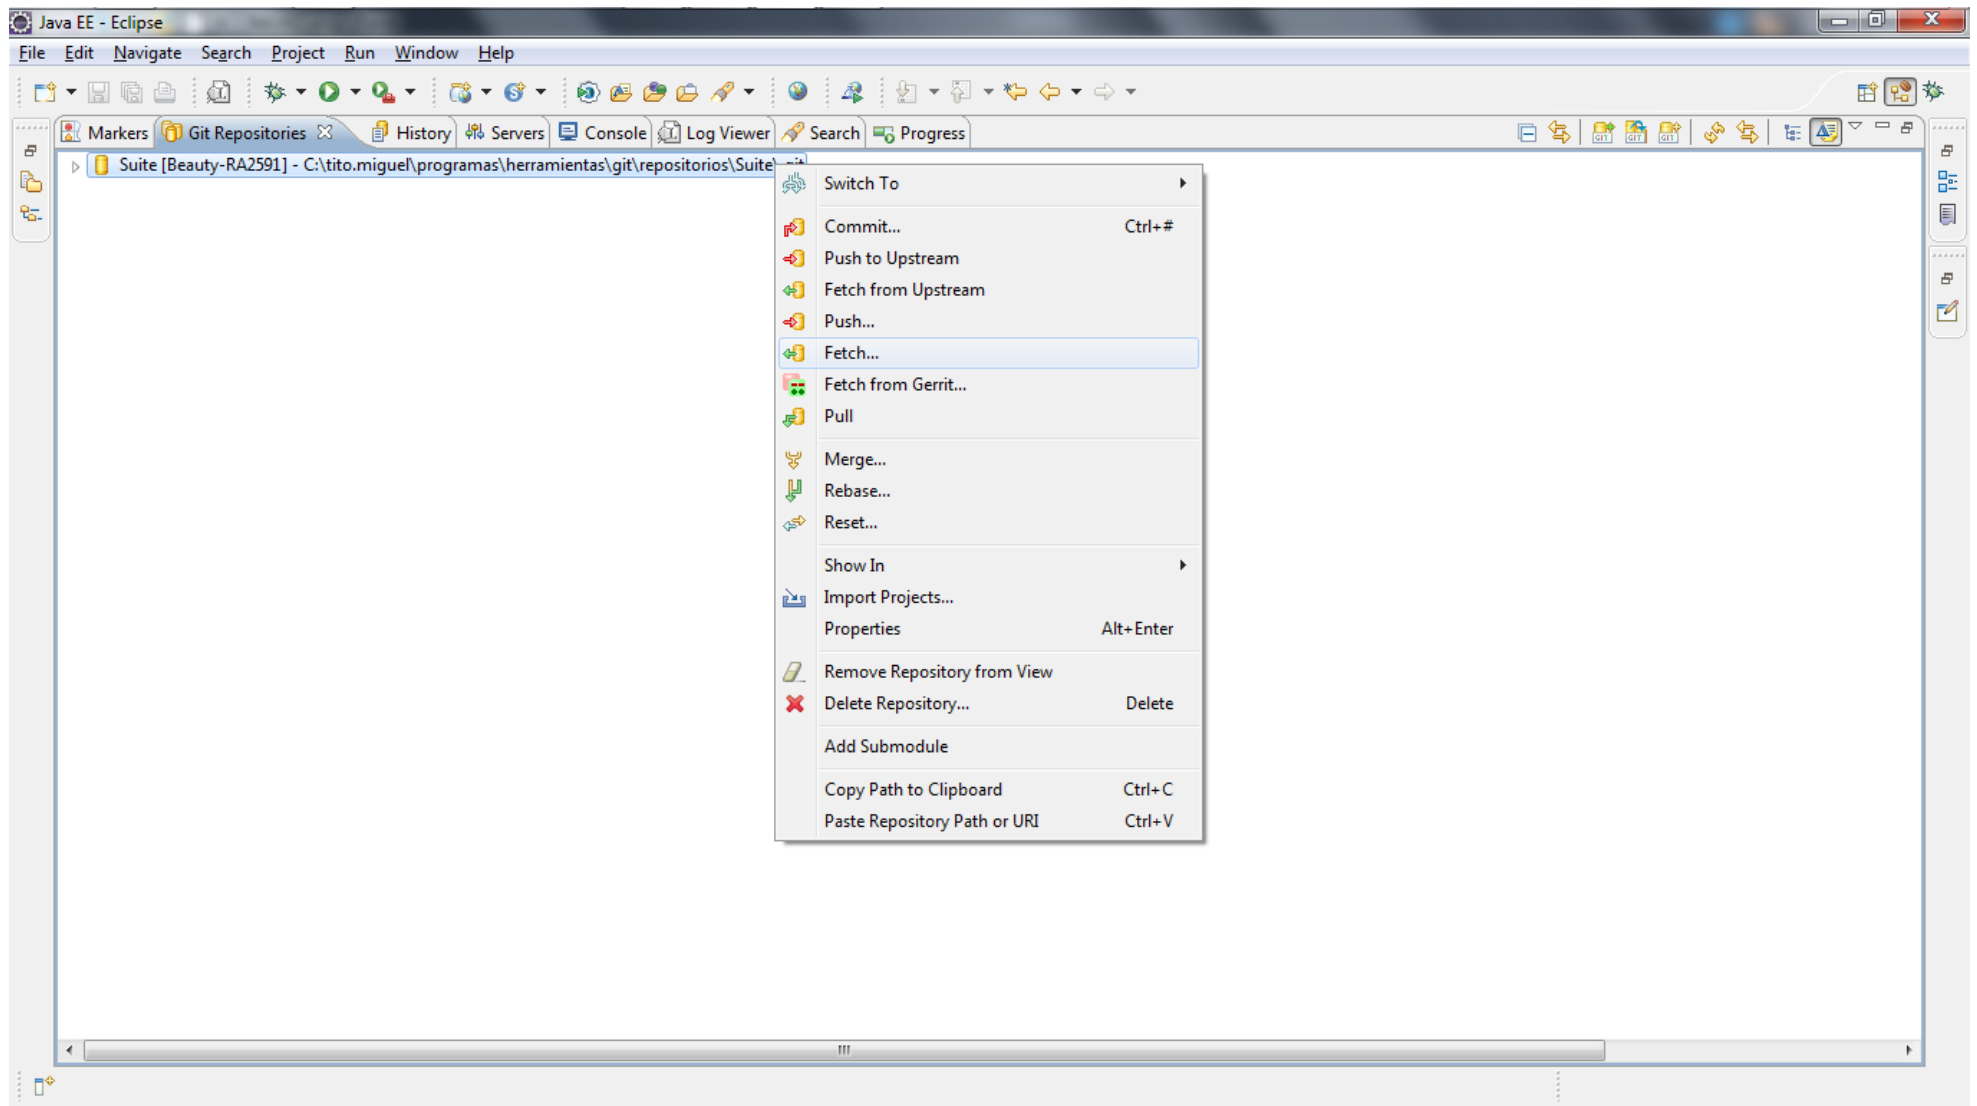 Java EE - Eclipse
File Edit Navigate Search Project Run Window Help
Markers Git Repositories History Servers Console Log Viewer Search Progress
Suite [Beauty-RA2591] - C:\tito.miguel\programas\herramientas\git\repositorios\Suite\.git
Switch To
Commit... Ctrl+#
Push to Upstream
Fetch from Upstream
Push...
Fetch...
Fetch from Gerrit...
Pull
Merge...
Rebase...
Reset...
Show In
Import Projects...
Properties Alt+Enter
Remove Repository from View
Delete Repository... Delete
Add Submodule
Copy Path to Clipboard Ctrl+C
Paste Repository Path or URI Ctrl+V